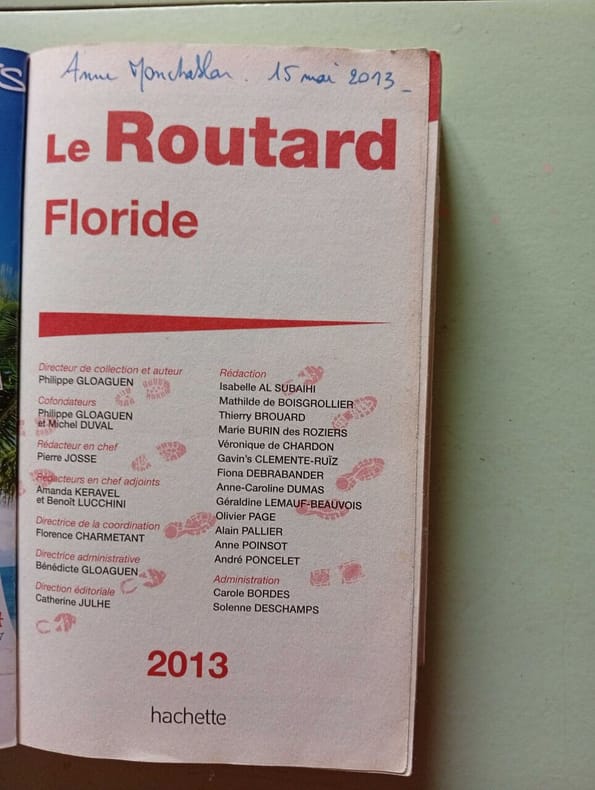 Anne Monchablon. 15 mai 2013_
Le Routard
Floride
Directeur de collection et auteur
Philippe GLOAGUEN
Cofondateurs
Philippe GLOAGUEN
et Michel DUVAL
Rédacteur en chef
Pierre JOSSE
Rédacteurs en chef adjoints
Amanda KERAVEL
et Benoît LUCCHINI
Directrice de la coordination
Florence CHARMETANT
Directrice administrative
Bénédicte GLOAGUEN
Direction éditoriale
Catherine JULHE
Rédaction
Isabelle AL SUBAIHI
Mathilde de BOISGROLLIER
Thierry BROUARD
Marie BURIN des ROZIERS
Véronique de CHARDON
Gavin's CLEMENTE-RUÏZ
Fiona DEBRABANDER
Anne-Caroline DUMAS
Géraldine LEMAUF-BEAUVOIS
Olivier PAGE
Alain PALLIER
Anne POINSOT
André PONCELET
Administration
Carole BORDES
Solenne DESCHAMPS
2013
hachette